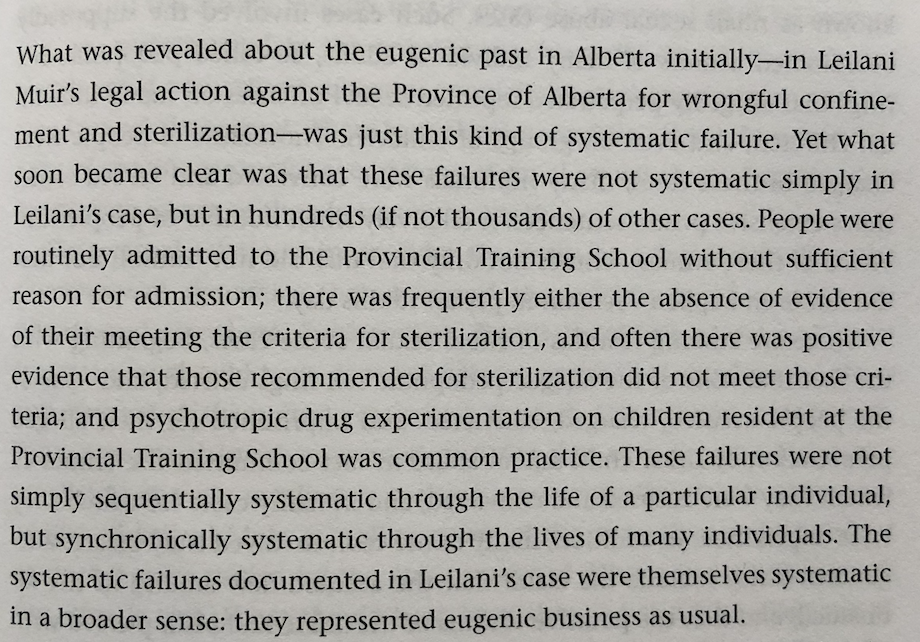 What was revealed about the eugenic past in Alberta initially—in Leilani
Muir's legal action against the Province of Alberta for wrongful confine-
ment and sterilization—was just this kind of systematic failure. Yet what
soon became clear was that these failures were not systematic simply in
Leilani's case, but in hundreds (if not thousands) of other cases. People were
routinely admitted to the Provincial Training School without sufficient
reason for admission; there was frequently either the absence of evidence
of their meeting the criteria for sterilization, and often there was positive
evidence that those recommended for sterilization did not meet those cri-
teria; and psychotropic drug experimentation on children resident at the
Provincial Training School was common practice. These failures were not
simply sequentially systematic through the life of a particular individual,
but synchronically systematic through the lives of many individuals. The
systematic failures documented in Leilani's case were themselves systematic
in a broader sense: they represented eugenic business as usual.